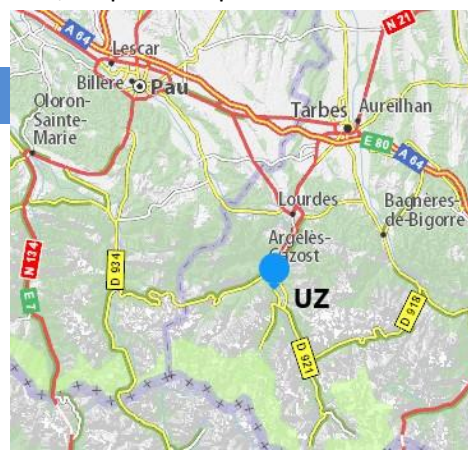 N 21
A 64
Lescar
Billère
Pau
Tarbes
Aureilhan
Oloron-
Sainte-
Marie
E 80
A 64
Lourdes
Bagnères-
de-Bigorre
Argelès-
Gazost
N 134
D 934
UZ
D 918
E 7
D 921